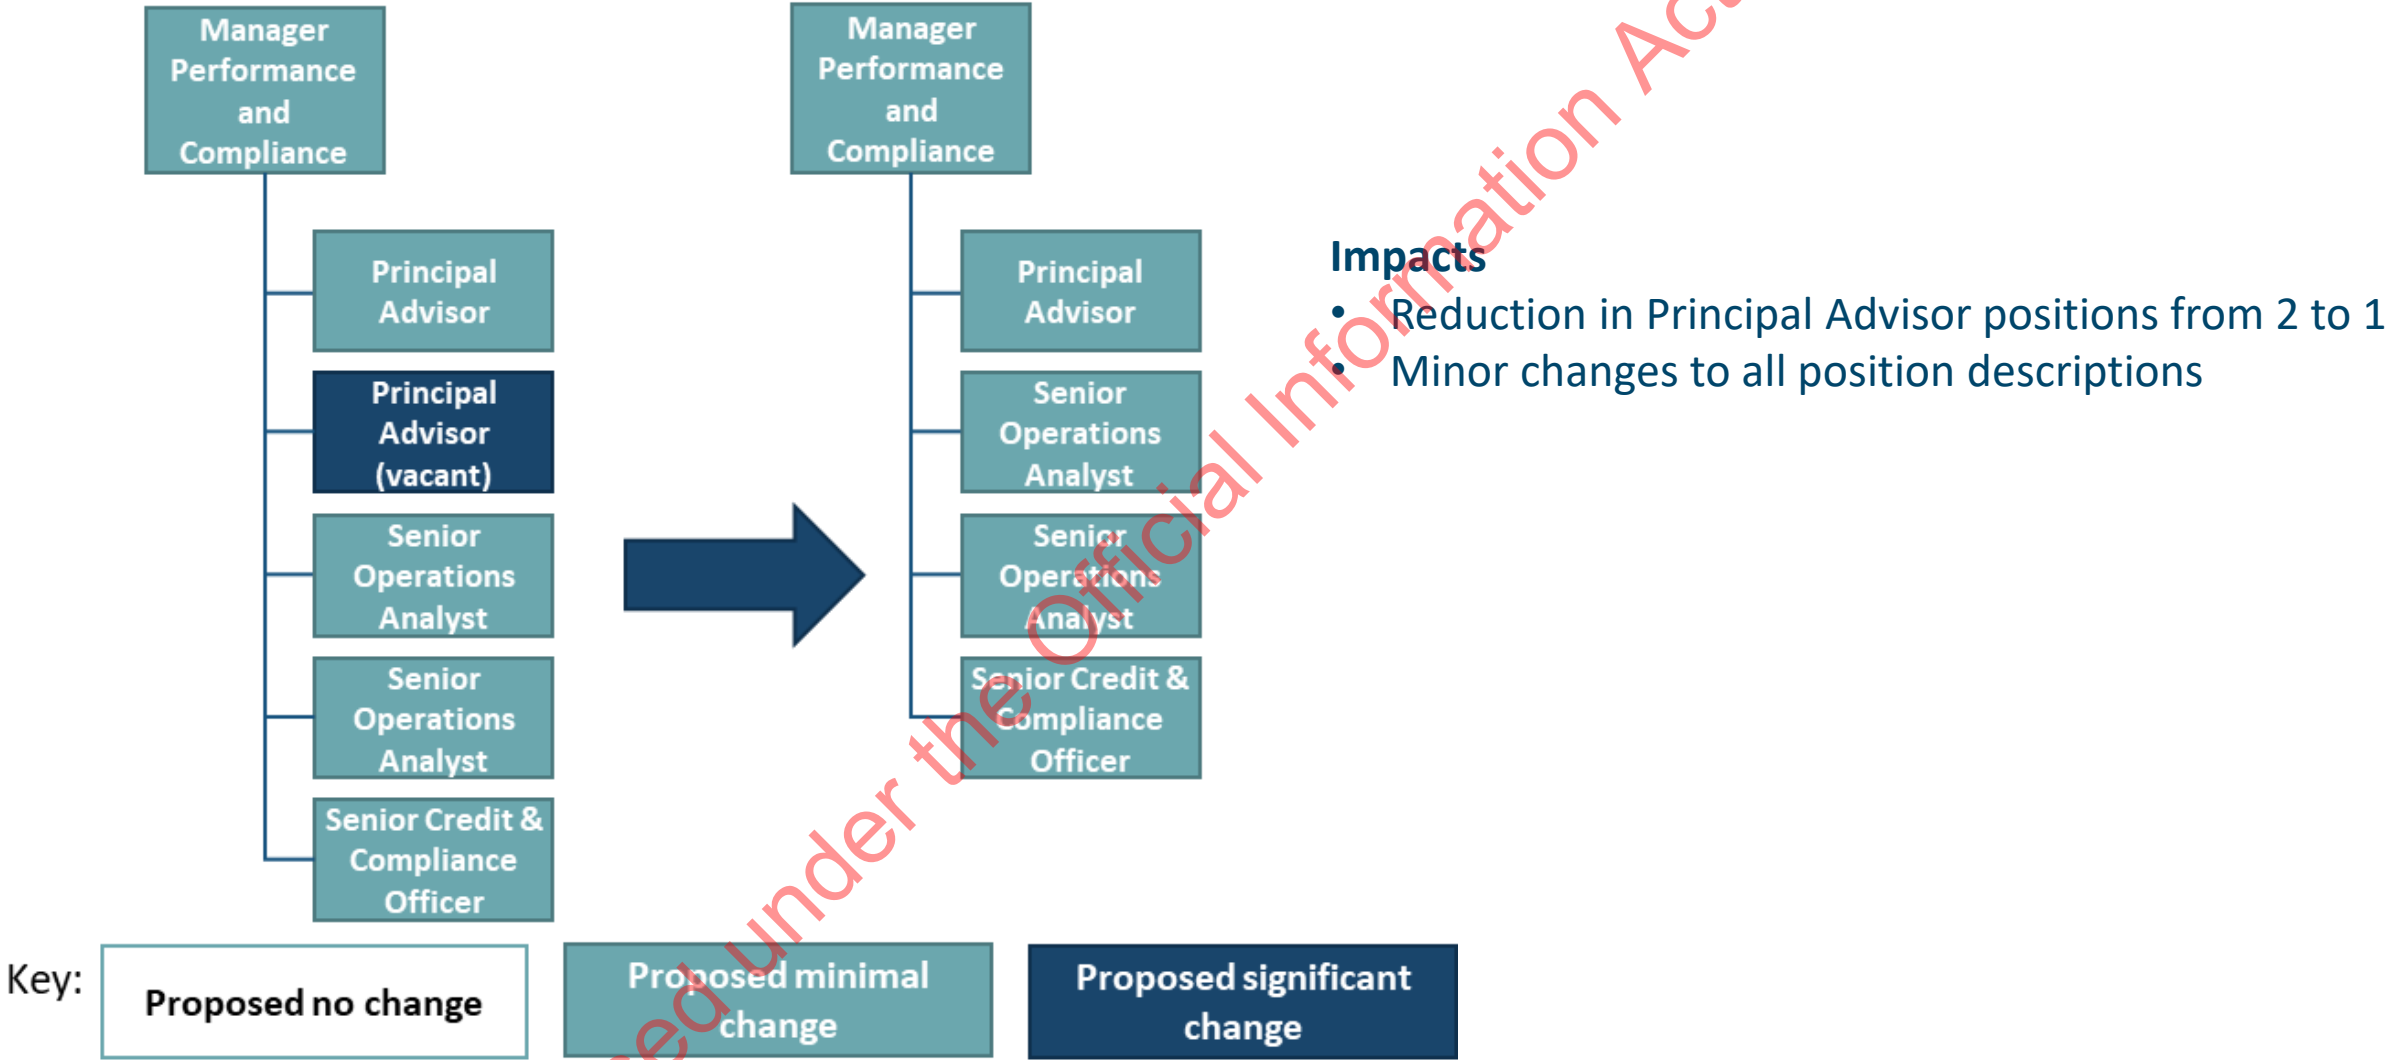 Manager
Performance
and
Compliance
Principal
Advisor
Principal
Advisor
(vacant)
Senior
Operations
Analyst
Senior
Operations
Analyst
Senior Credit &
Compliance
Officer
Manager
Performance
and
Compliance
Principal
Advisor
Senior
Operations
Analyst
Senior
Operations
Analyst
Senior Credit &
Compliance
Officer
Impacts
• Reduction in Principal Advisor positions from 2 to 1
• Minor changes to all position descriptions
Key:
Proposed no change
Proposed minimal
change
Proposed significant
change
under the Official Information